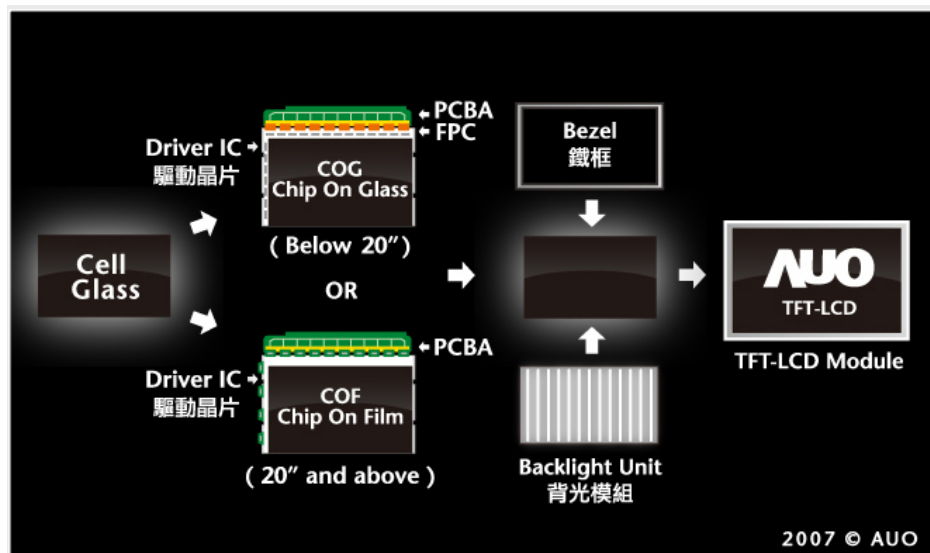 Cell
Glass
Driver IC
驅動晶片
PCBA
FPC
COG
Chip On Glass
( Below 20″)
OR
Driver IC
驅動晶片
PCBA
COF
Chip On Film
( 20″ and above )
Bezel
鐵框
Backlight Unit
背光模組
AUO
TFT-LCD
TFT-LCD Module
2007 © AUO